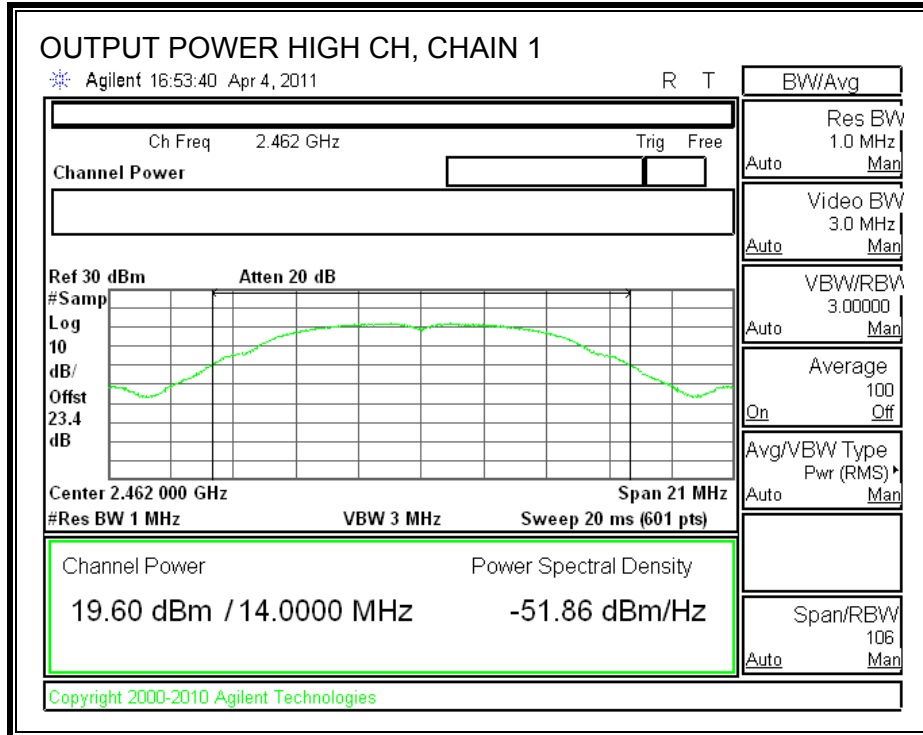 OUTPUT POWER HIGH CH, CHAIN 1
Agilent 16:53:40 Apr 4, 2011 R T
Ch Freq 2.462 GHz Trig Free
Channel Power
Ref 30 dBm Atten 20 dB
#Samp
Log
10
dB/
Offst
23.4
dB
Center 2.462 000 GHz Span 21 MHz
#Res BW 1 MHz VBW 3 MHz Sweep 20 ms (601 pts)
Channel Power Power Spectral Density
19.60 dBm / 14.0000 MHz -51.86 dBm/Hz
Copyright 2000-2010 Agilent Technologies
BW/Avg
Res BW
1.0 MHz
Auto Man
Video BW
3.0 MHz
Auto Man
VBW/RBW
3.00000
Auto Man
Average
100
On Off
Avg/VBW Type
Pwr (RMS)
Auto Man
Span/RBW
106
Auto Man